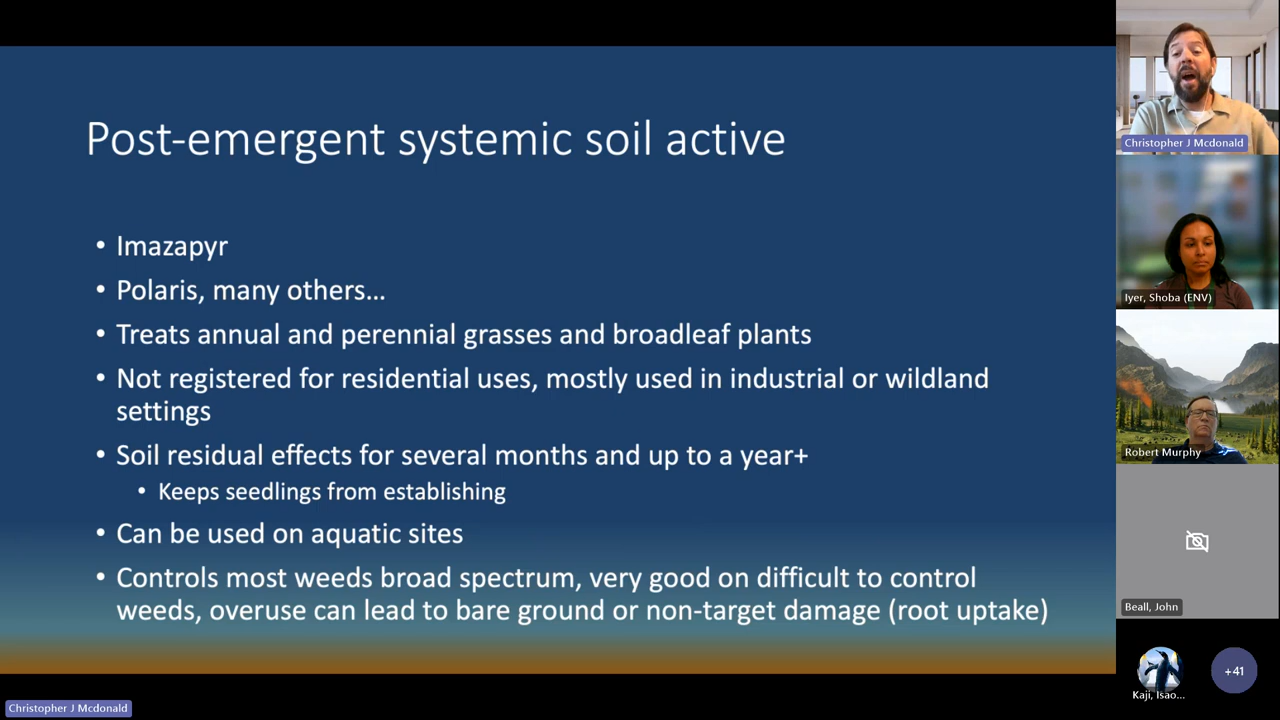 Post-emergent systemic soil active
• Imazapyr
• Polaris, many others...
• Treats annual and perennial grasses and broadleaf plants
• Not registered for residential uses, mostly used in industrial or wildland
settings
• Soil residual effects for several months and up to a year+
• Keeps seedlings from establishing
• Can be used on aquatic sites
• Controls most weeds broad spectrum, very good on difficult to control
weeds, overuse can lead to bare ground or non-target damage (root uptake)
Christopher J Mcdonald
Christopher J Mcdonald
Iyer, Shoba (ENV)
Robert Murphy
Beall, John
Kaji, Isao...
+41